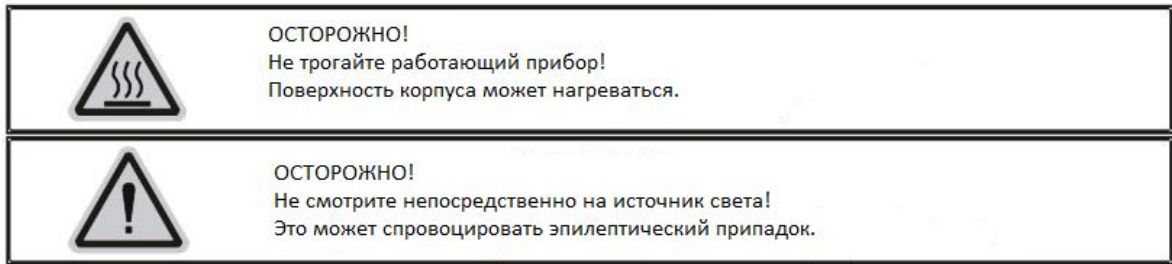 ОСТОРОЖНО!
Не трогайте работающий прибор!
Поверхность корпуса может нагреваться.
ОСТОРОЖНО!
Не смотрите непосредственно на источник света!
Это может спровоцировать эпилептический припадок.